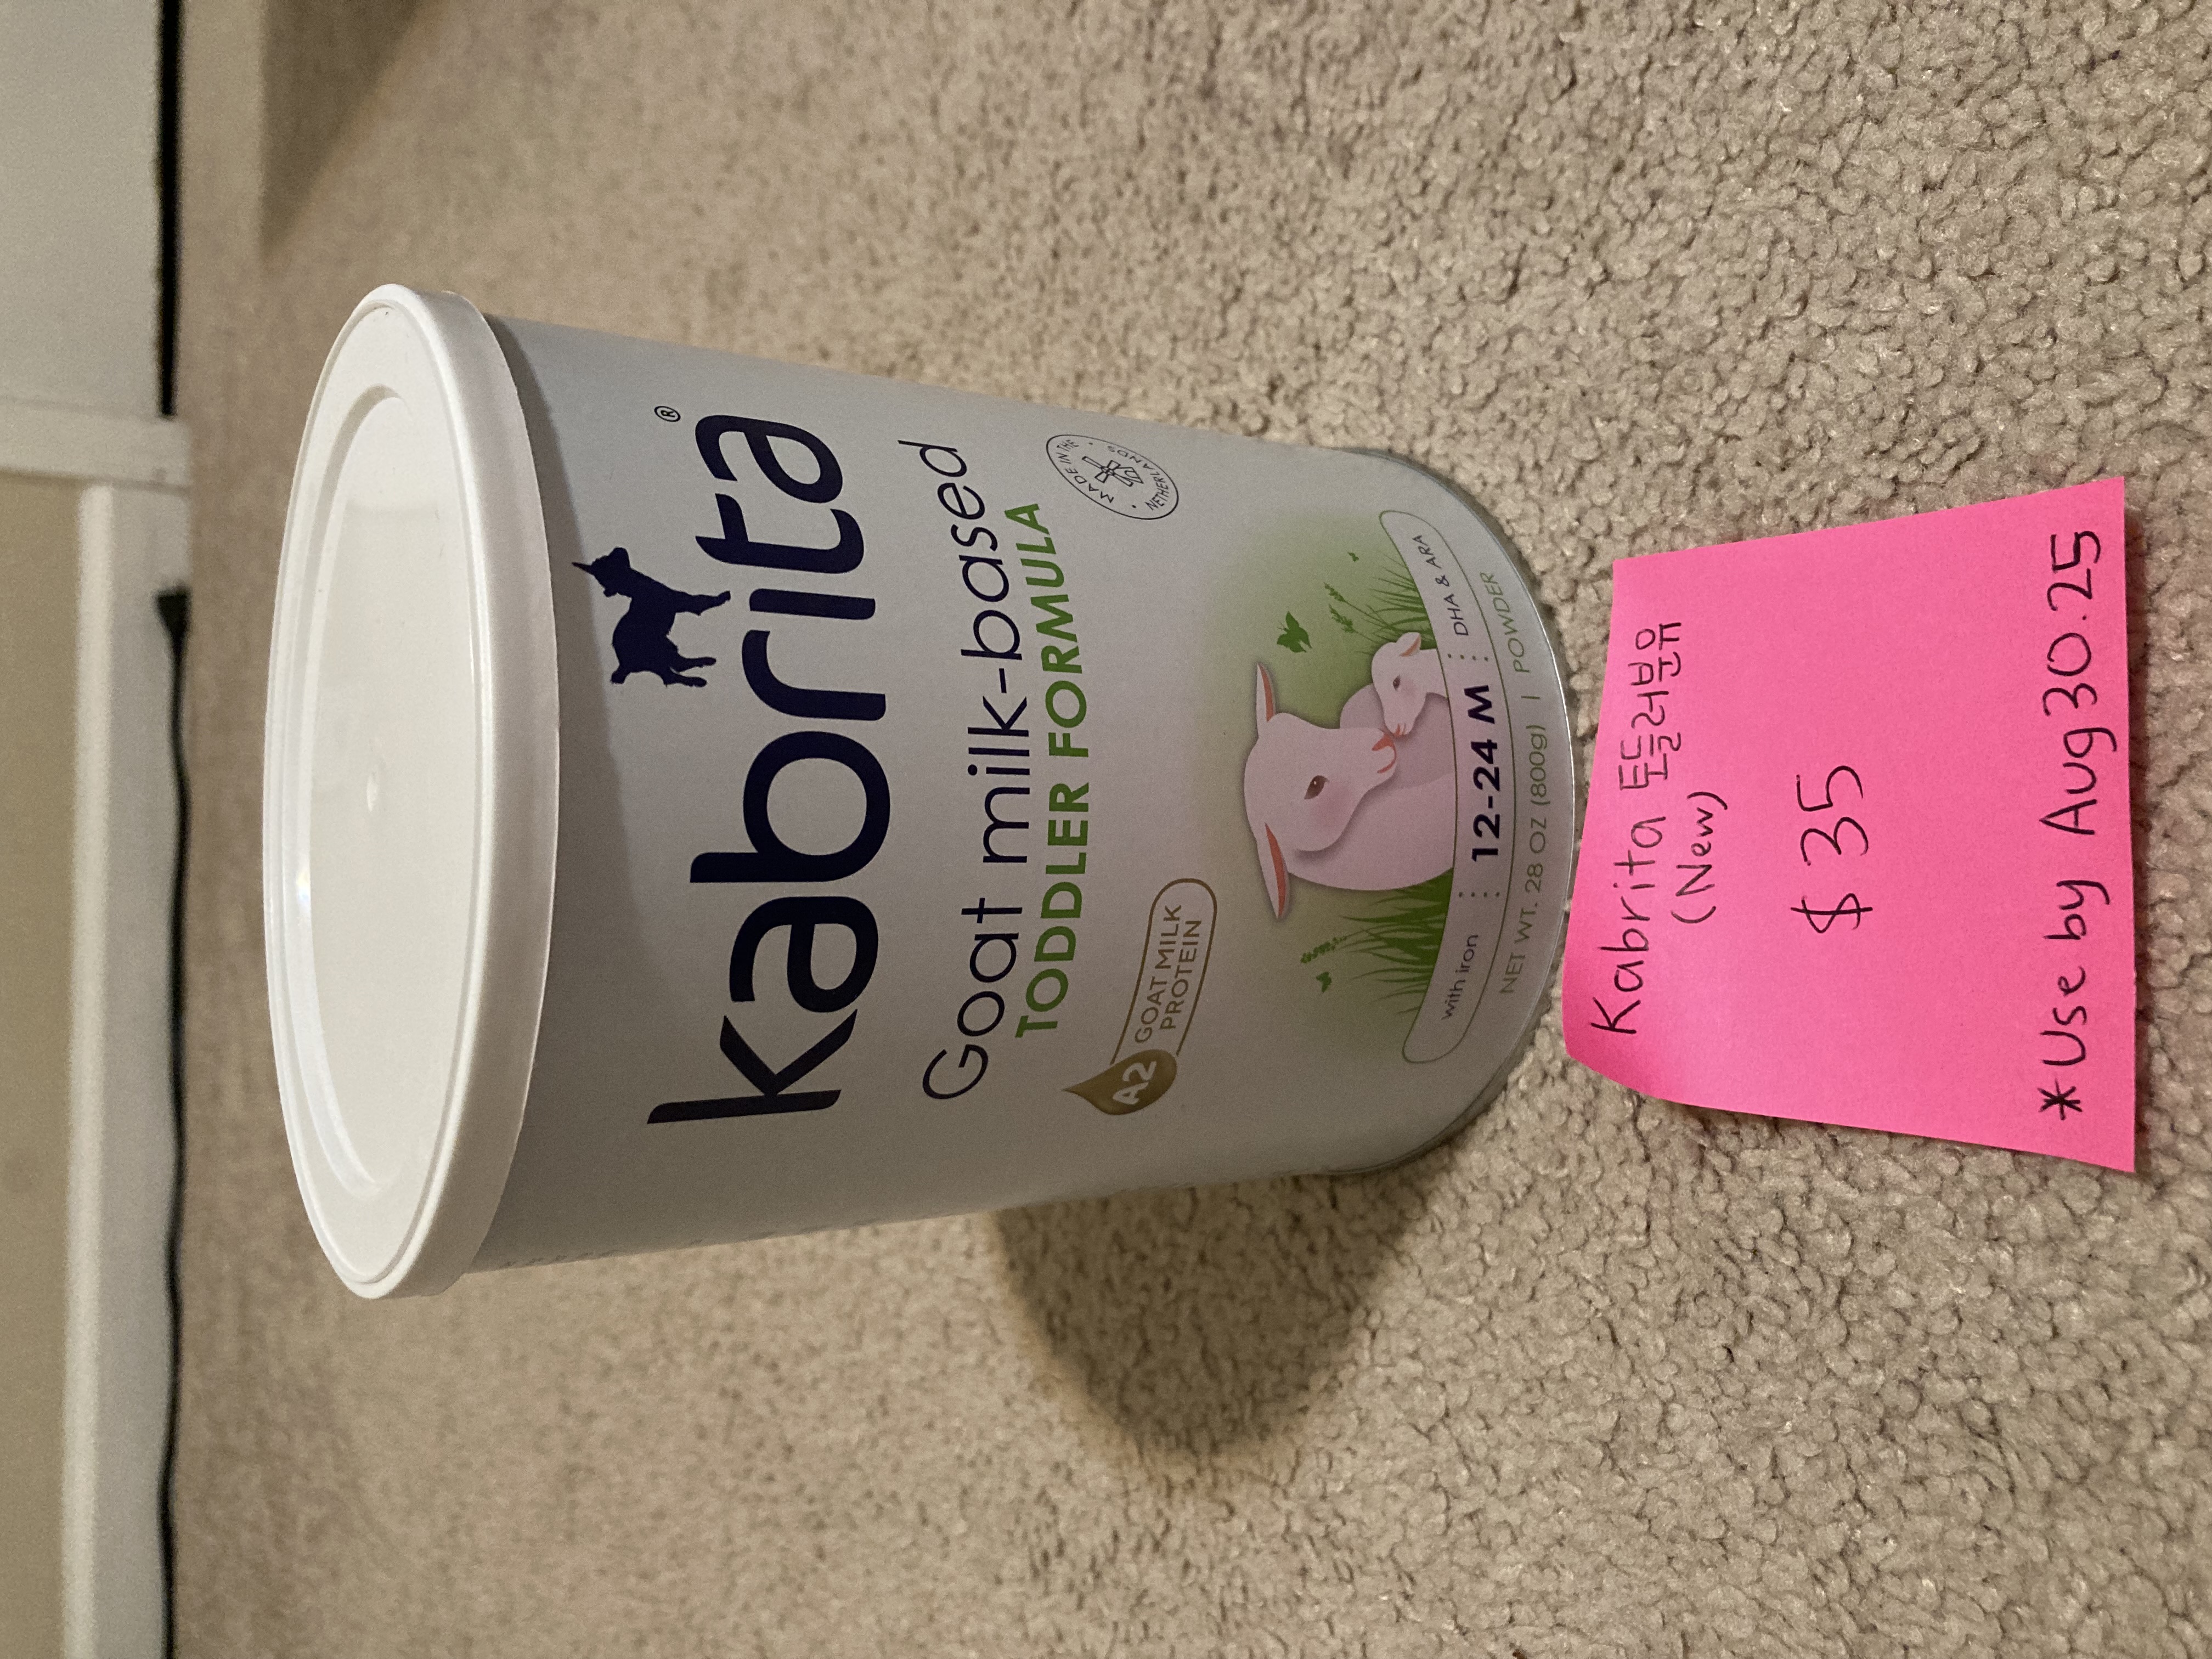 kabrita®
Goat milk-based
TODDLER FORMULA
MADE IN THE
NETHERLANDS
A2 GOAT MILK
PROTEIN
with iron 12-24 M DHA & ARA
NET WT. 28 OZ (800g) | POWDER
Kabrita 토들러분유
(New)
$35
*Use by Aug 30.25